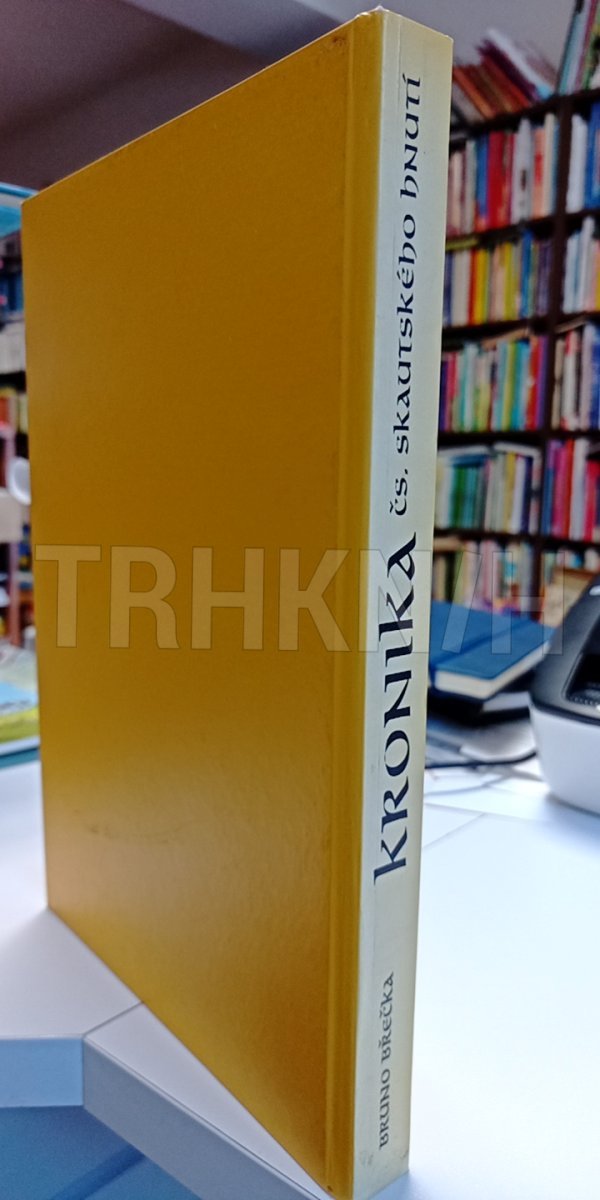 BRUNO BŘEČKA
KRONIKA čs. skautského hnutí
TRHKNIH